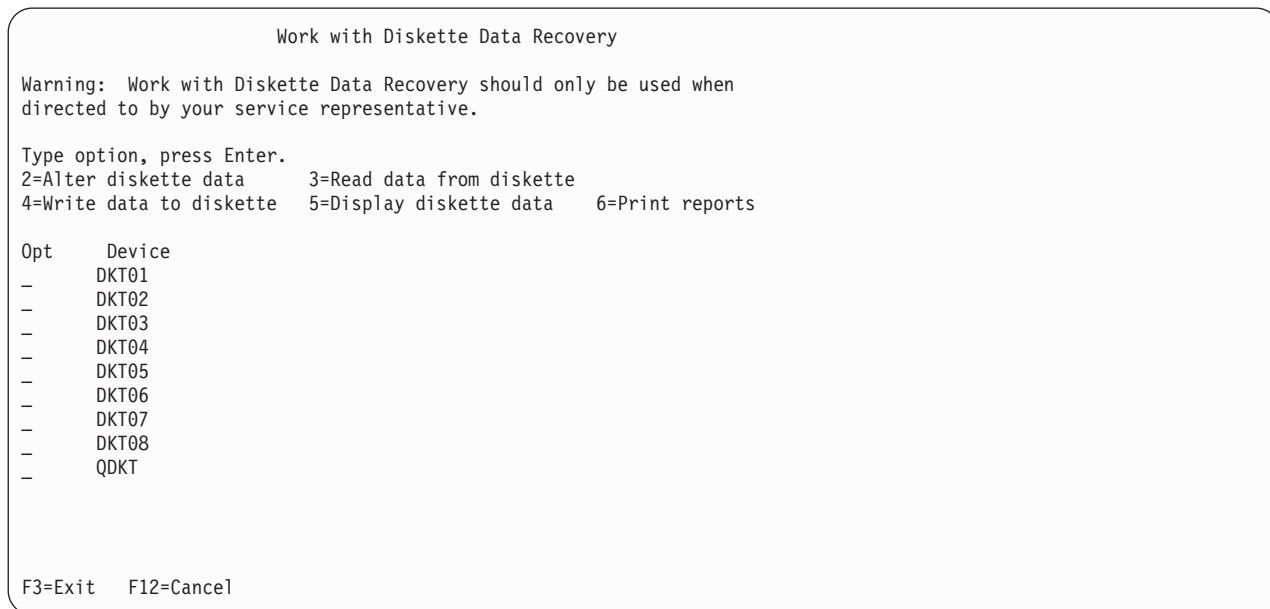 Work with Diskette Data Recovery
Warning: Work with Diskette Data Recovery should only be used when
directed to by your service representative.
Type option, press Enter.
2=Alter diskette data 3=Read data from diskette
4=Write data to diskette 5=Display diskette data 6=Print reports
Opt Device
_ DKT01
_ DKT02
_ DKT03
_ DKT04
_ DKT05
_ DKT06
_ DKT07
_ DKT08
_ QDKT
F3=Exit F12=Cancel